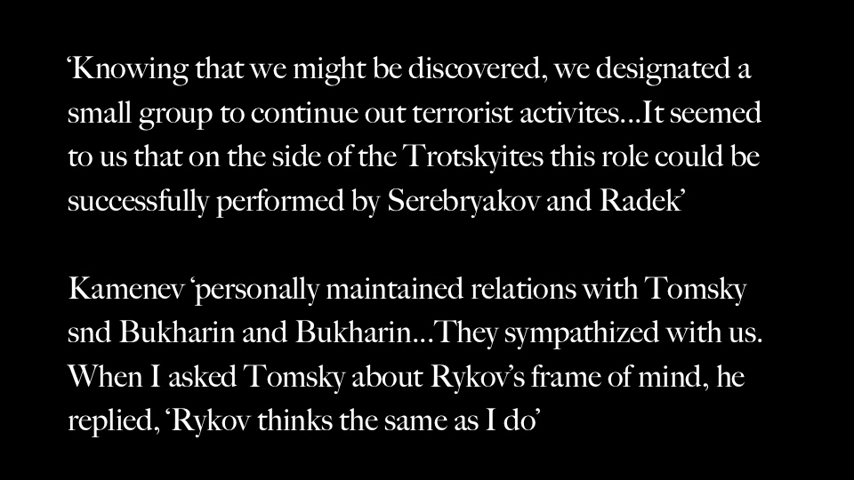 ‘Knowing that we might be discovered, we designated a
small group to continue out terrorist activites...It seemed
to us that on the side of the Trotskyites this role could be
successfully performed by Serebryakov and Radek’
Kamenev ‘personally maintained relations with Tomsky
snd Bukharin and Bukharin...They sympathized with us.
When I asked Tomsky about Rykov’s frame of mind, he
replied, ‘Rykov thinks the same as I do’